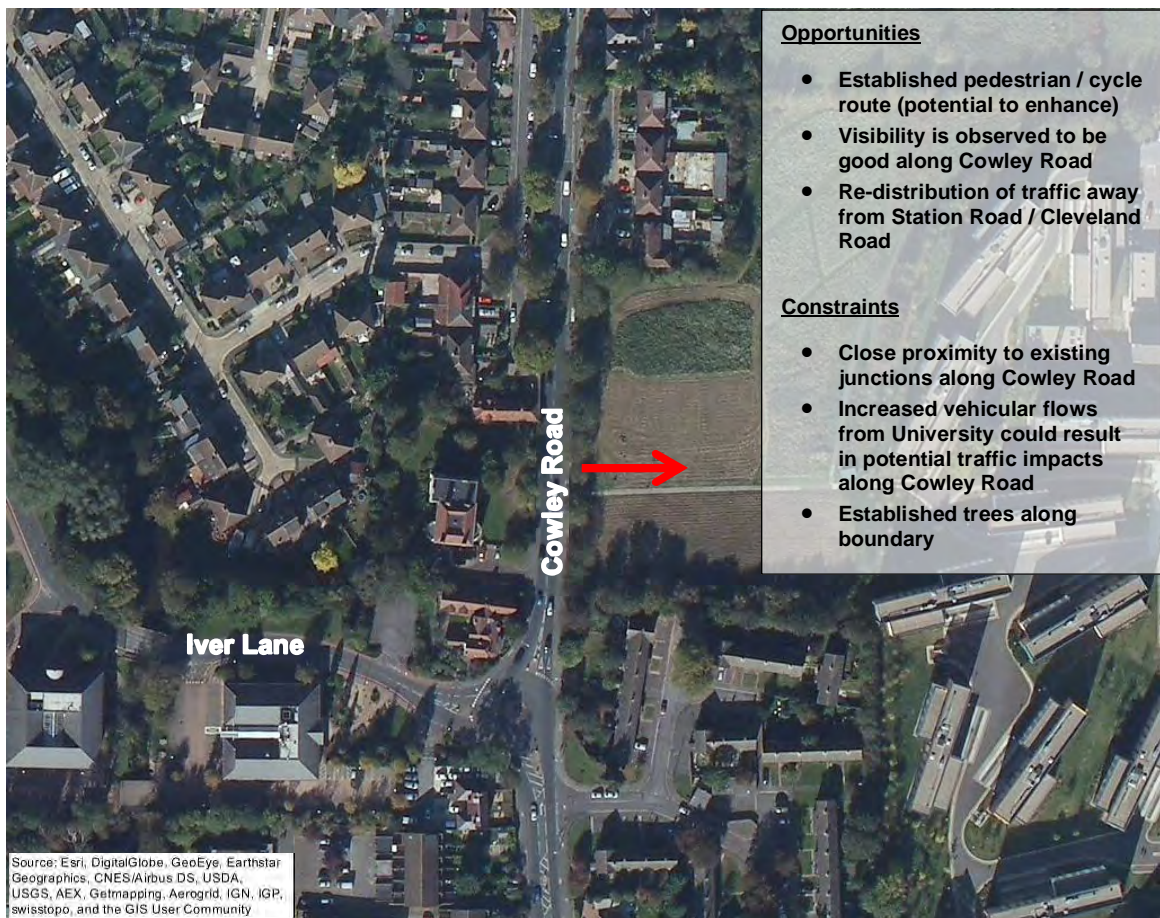 Opportunities
• Established pedestrian / cycle
route (potential to enhance)
• Visibility is observed to be
good along Cowley Road
• Re-distribution of traffic away
from Station Road / Cleveland
Road
Constraints
• Close proximity to existing
junctions along Cowley Road
• Increased vehicular flows
from University could result
in potential traffic impacts
along Cowley Road
• Established trees along
boundary
Cowley Road
Iver Lane
Source: Esri, DigitalGlobe, GeoEye, Earthstar
Geographics, CNES/Airbus DS, USDA,
USGS, AEX, Getmapping, Aerogrid, IGN, IGP,
swisstopo, and the GIS User Community